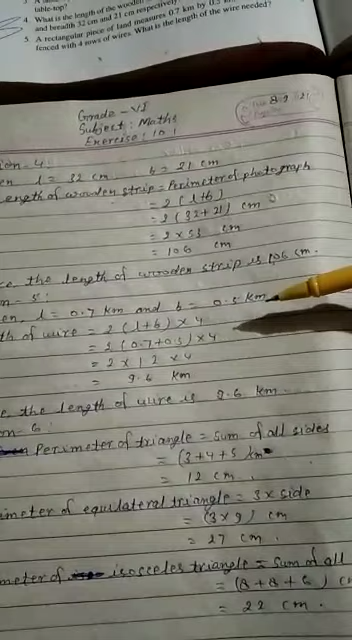 table-top?
4. What is the length of the wooden
and breadth 32 cm and 21 cm respectively?
5. A rectangular piece of land measures 0.7 km by 0.5 km
fenced with 4 rows of wires. What is the length of the wire needed?
Grade - VI
Subject: Maths
Exercise: 10.1
l = 32 cm b = 21 cm
length of wooden strip = Perimeter of photograph
= 2 (l+b)
= 2 (32+21) cm
= 2 × 53 cm
= 106 cm
the length of wooden strip is 106 cm.
l = 0.7 km and b = 0.5 km
of wire = 2 (l+b) × 4
= 2 (0.7+0.5) × 4
= 2 × 1.2 × 4
= 9.6 km
the length of wire is 9.6 km.
Perimeter of triangle = Sum of all sides
= (3+4+5) cm
= 12 cm.
of equilateral triangle = 3 × side
= (3×9) cm
= 27 cm.
of isosceles triangle = Sum of all
= (8+8+6)
= 22 cm.